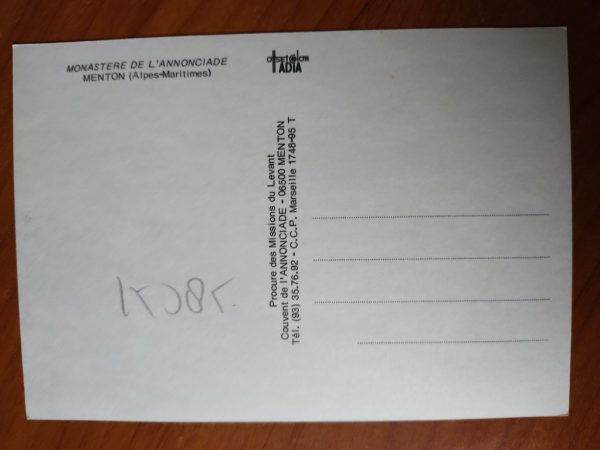 MONASTERE DE L'ANNONCIADE
MENTON (Alpes-Maritimes)
TADIA
Procure des Missions du Levant
Couvent de l'ANNONCIADE - 06500 MENTON
Tél. (93) 35.76.92 - C.C.P. Marseille 1748-95 T